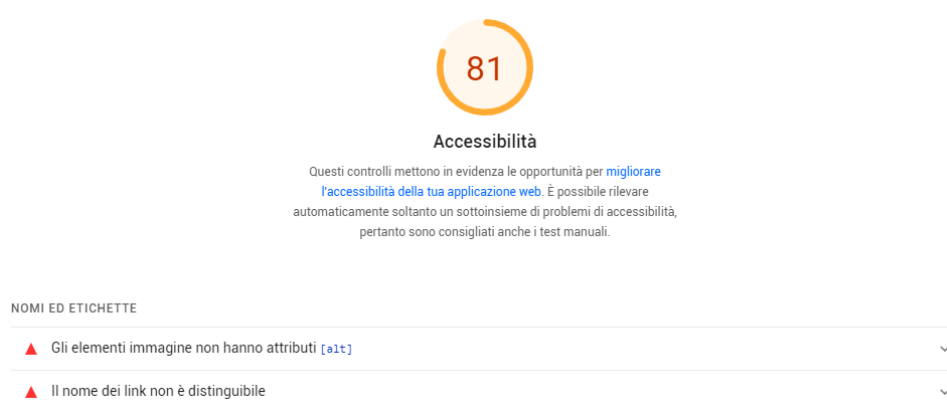 81
Accessibilità
Questi controlli mettono in evidenza le opportunità per migliorare
l'accessibilità della tua applicazione web. È possibile rilevare
automaticamente soltanto un sottoinsieme di problemi di accessibilità,
pertanto sono consigliati anche i test manuali.
NOMI ED ETICHETTE
Gli elementi immagine non hanno attributi [alt]
Il nome dei link non è distinguibile